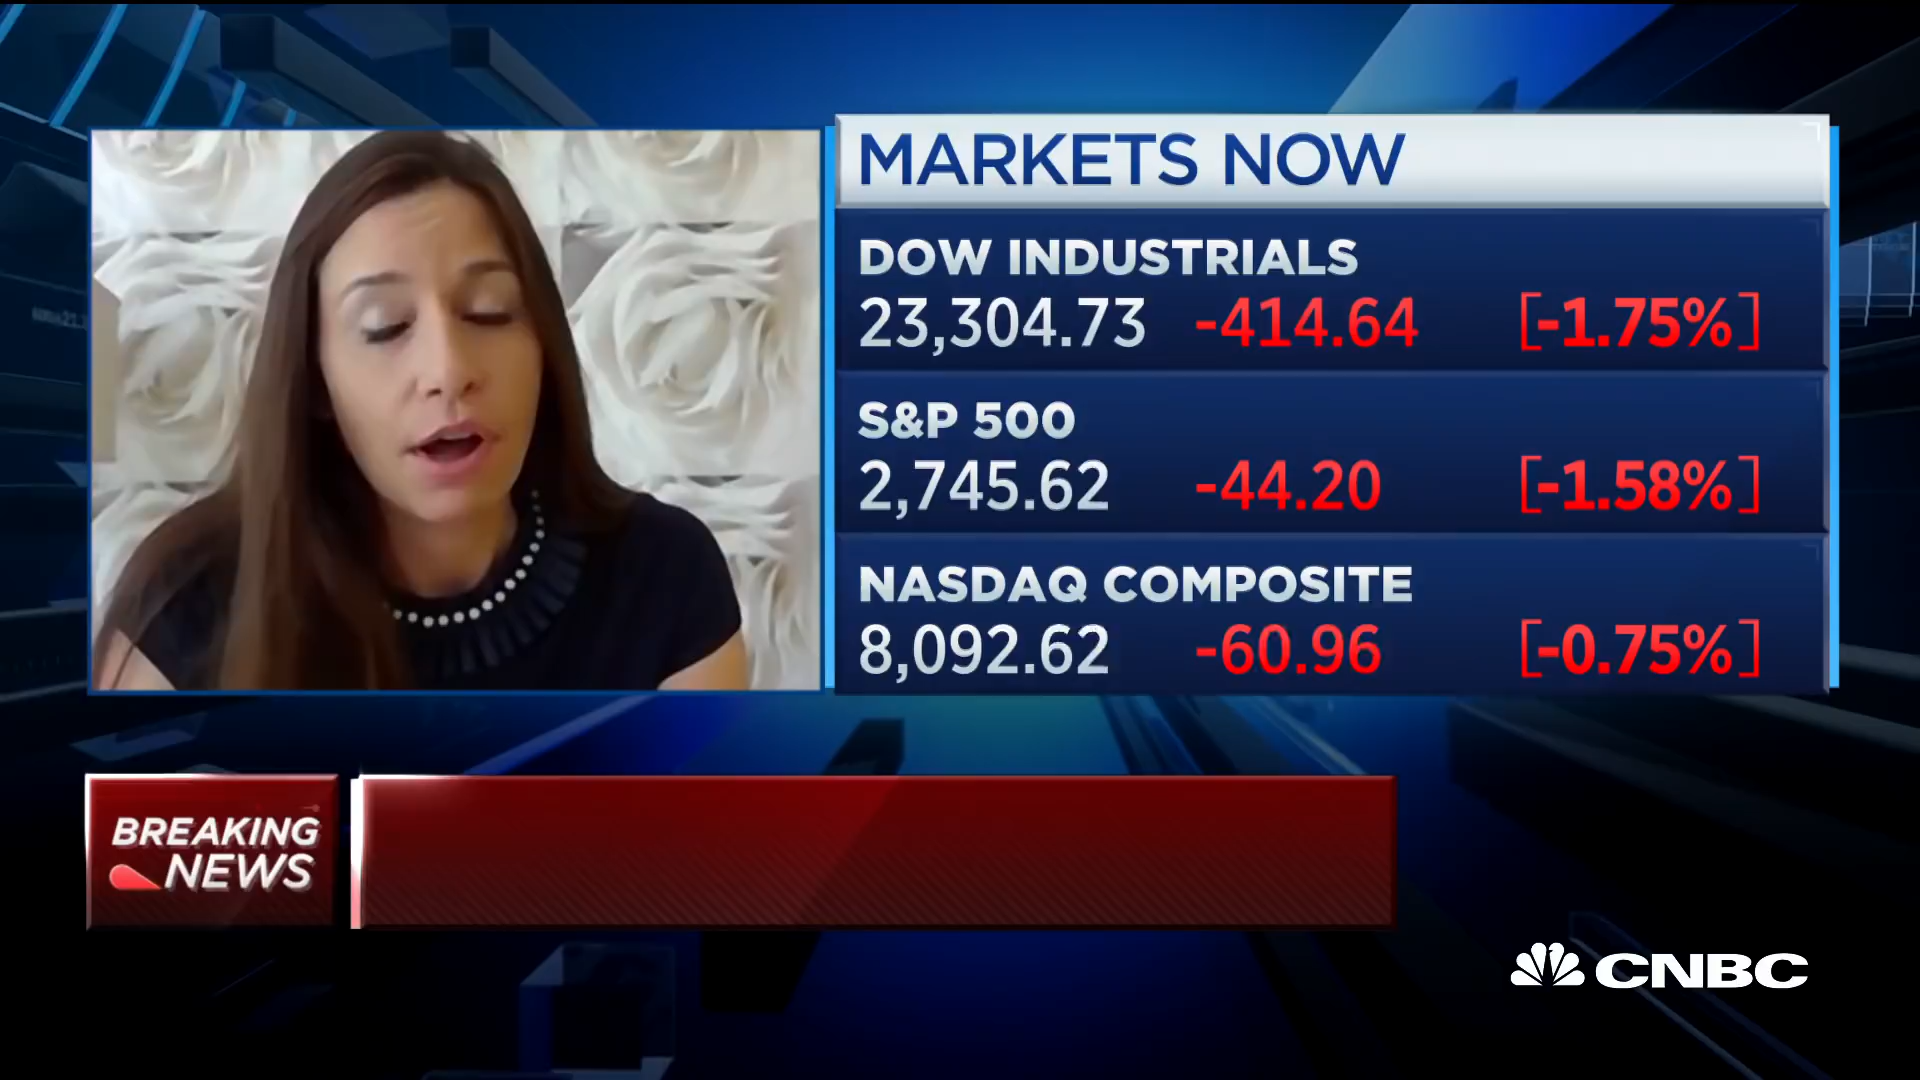 MARKETS NOW
DOW INDUSTRIALS
23,304.73 -414.64 [-1.75%]
S&P 500
2,745.62 -44.20 [-1.58%]
NASDAQ COMPOSITE
8,092.62 -60.96 [-0.75%]
BREAKING
NEWS
CNBC